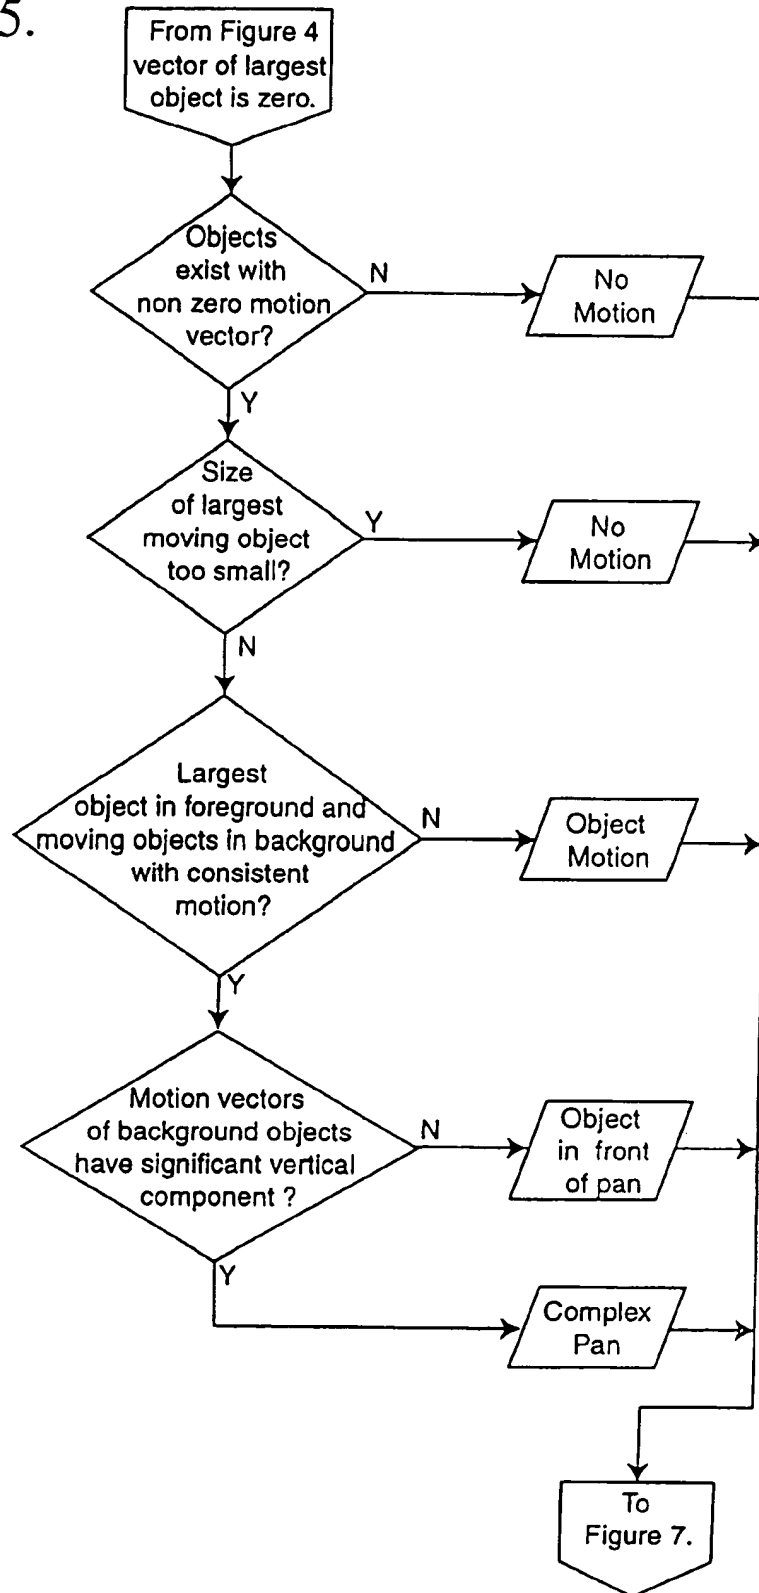 5.
From Figure 4
vector of largest
object is zero.
Objects
exist with
non zero motion
vector?
N
No
Motion
Y
Size
of largest
moving object
too small?
Y
No
Motion
N
Largest
object in foreground and
moving objects in background
with consistent
motion?
N
Object
Motion
Y
Motion vectors
of background objects
have significant vertical
component ?
N
Object
in front
of pan
Y
Complex
Pan
To
Figure 7.